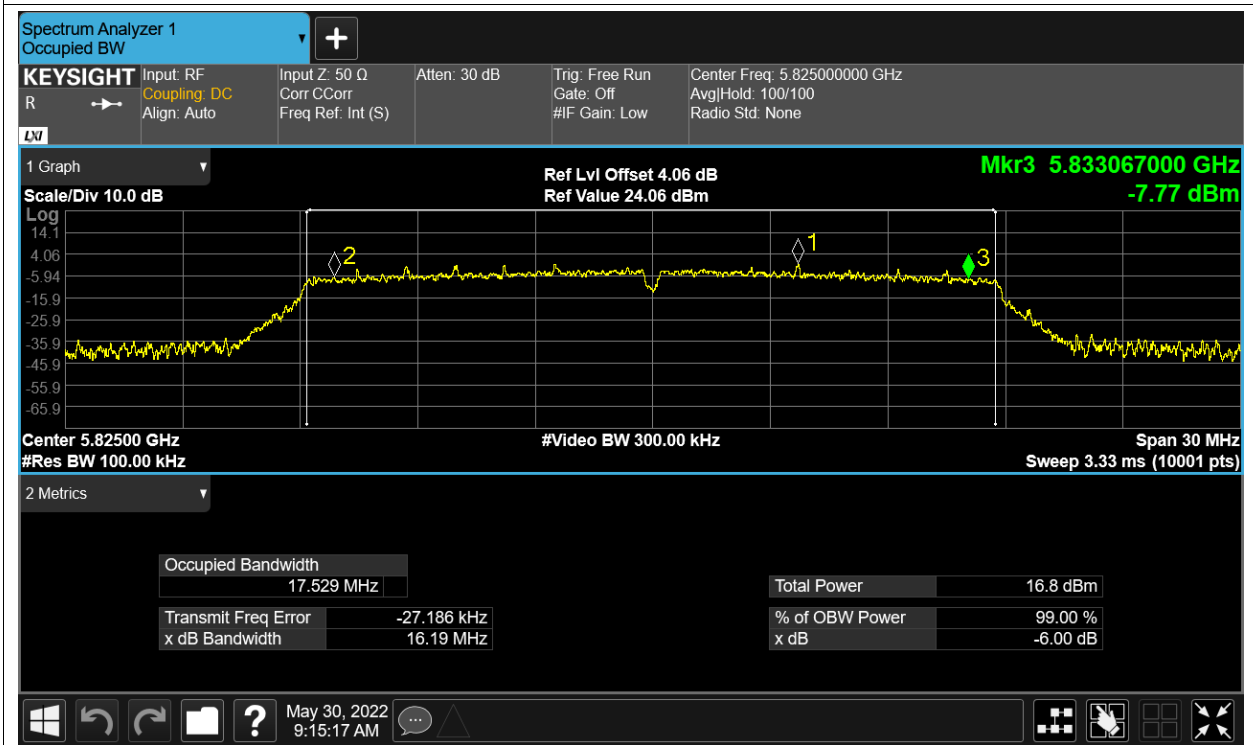 Spectrum Analyzer 1
Occupied BW
KEYSIGHT
R
LXI
Input: RF
Coupling: DC
Align: Auto
Input Z: 50 Ω
Corr CCorr
Freq Ref: Int (S)
Atten: 30 dB
Trig: Free Run
Gate: Off
#IF Gain: Low
Center Freq: 5.825000000 GHz
Avg|Hold: 100/100
Radio Std: None
1 Graph
Scale/Div 10.0 dB
Ref Lvl Offset 4.06 dB
Ref Value 24.06 dBm
Mkr3 5.833067000 GHz
-7.77 dBm
Log
14.1
4.06
-5.94
-15.9
-25.9
-35.9
-45.9
-55.9
-65.9
2
1
3
Center 5.82500 GHz
#Video BW 300.00 kHz
Span 30 MHz
#Res BW 100.00 kHz
Sweep 3.33 ms (10001 pts)
2 Metrics
Occupied Bandwidth
17.529 MHz
Total Power 16.8 dBm
Transmit Freq Error -27.186 kHz
% of OBW Power 99.00 %
x dB Bandwidth 16.19 MHz
x dB -6.00 dB
?
May 30, 2022
9:15:17 AM